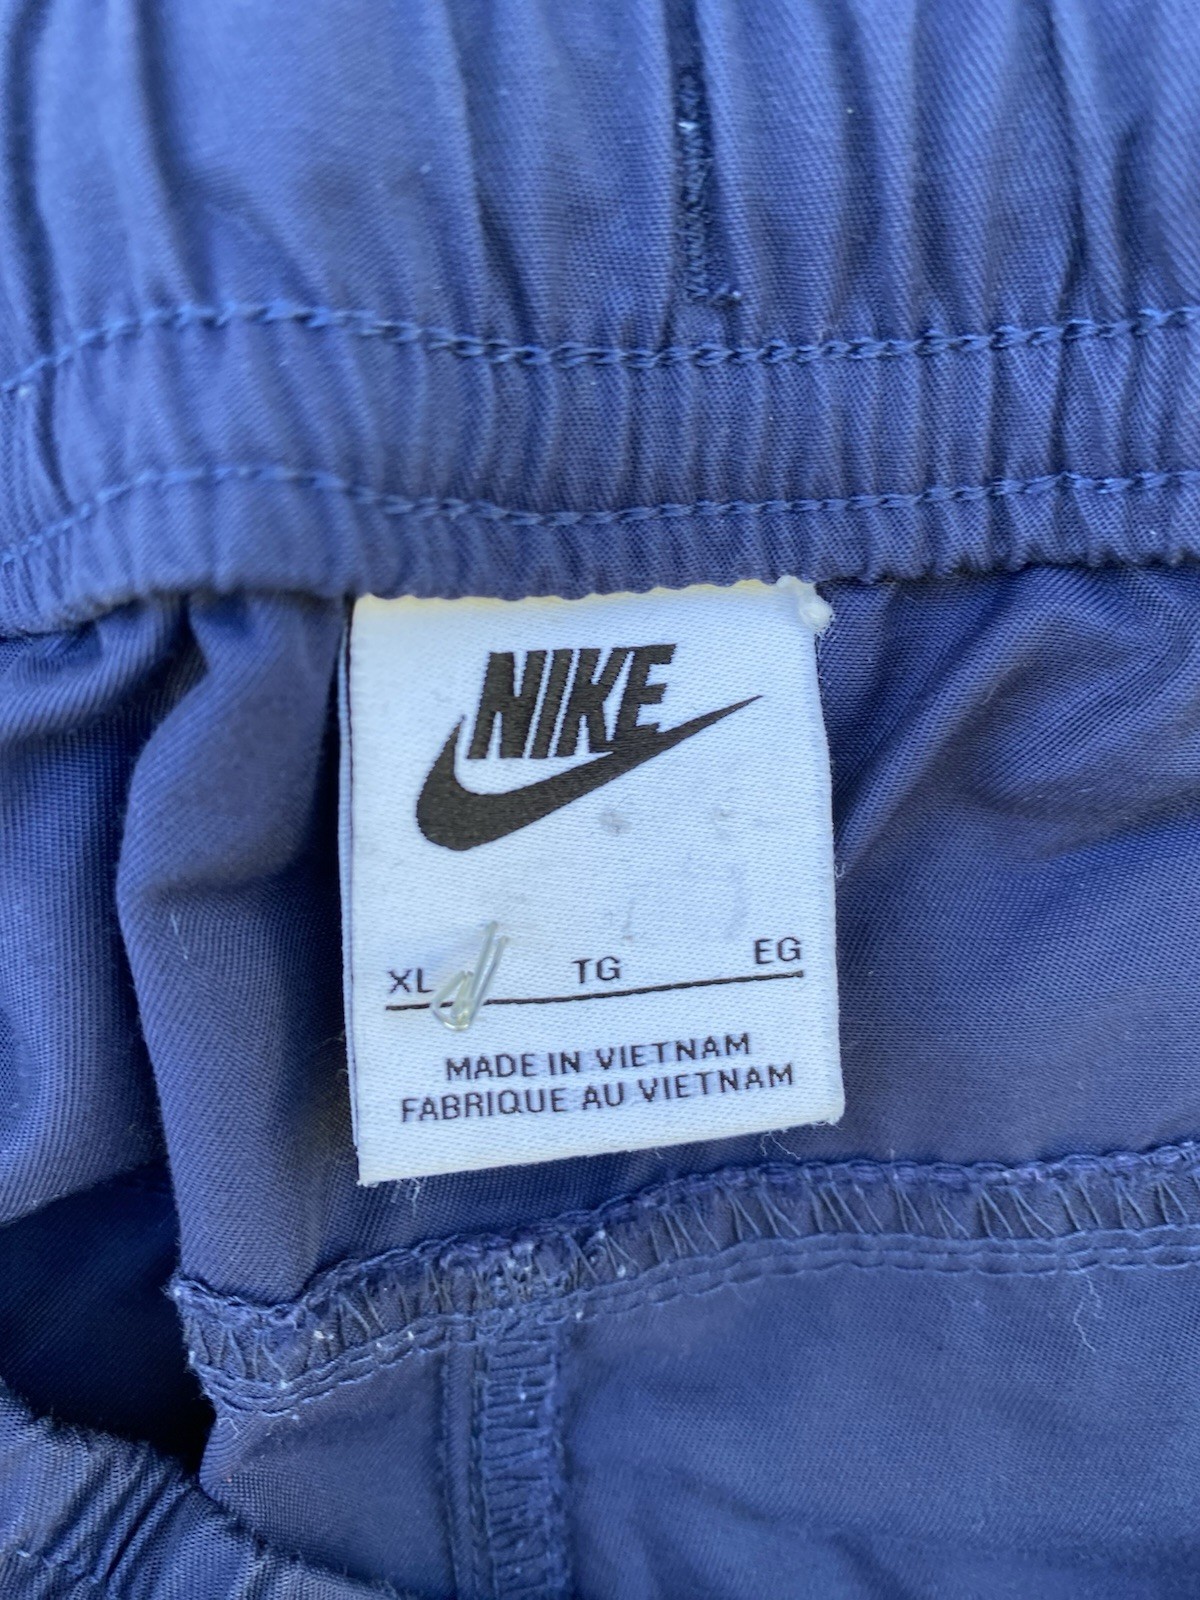 NIKE
XL TG EG
MADE IN VIETNAM
FABRIQUE AU VIETNAM